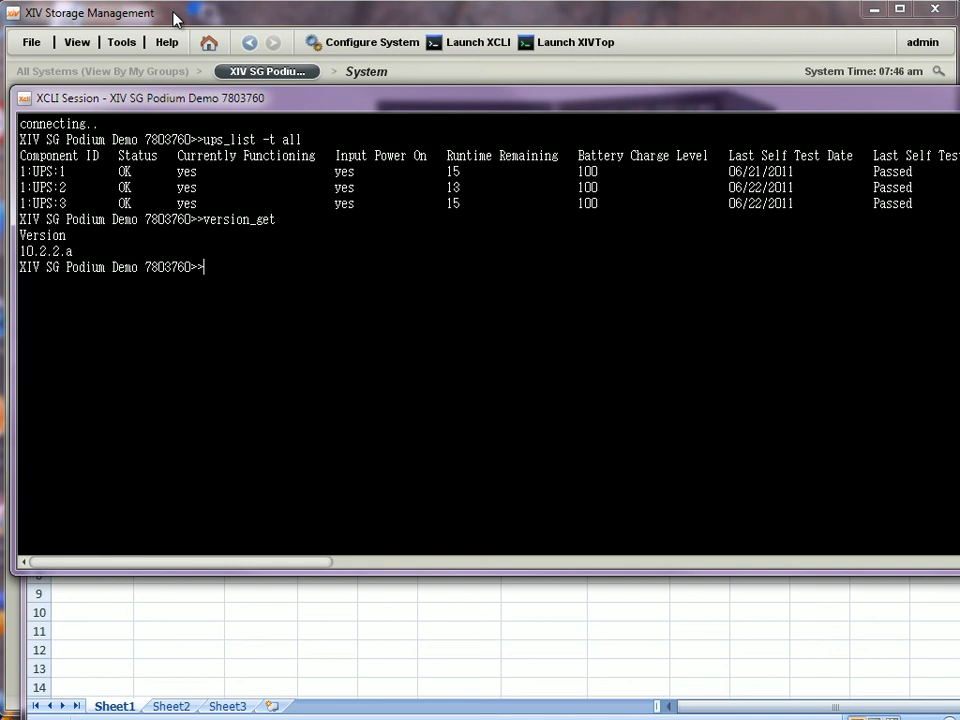 XIV Storage Management
File View Tools Help Configure System Launch XCLI Launch XIVTop admin
All Systems (View By My Groups) > XIV SG Podiu... > System System Time: 07:46 am
XCLI Session - XIV SG Podium Demo 7803760
connecting..
XIV SG Podium Demo 7803760>>ups_list -t all
Component ID Status Currently Functioning Input Power On Runtime Remaining Battery Charge Level Last Self Test Date Last Self Tes
1:UPS:1 OK yes yes 15 100 06/21/2011 Passed
1:UPS:2 OK yes yes 13 100 06/22/2011 Passed
1:UPS:3 OK yes yes 15 100 06/22/2011 Passed
XIV SG Podium Demo 7803760>>version_get
Version
10.2.2.a
XIV SG Podium Demo 7803760>>
9
10
11
12
13
14
Sheet1 Sheet2 Sheet3